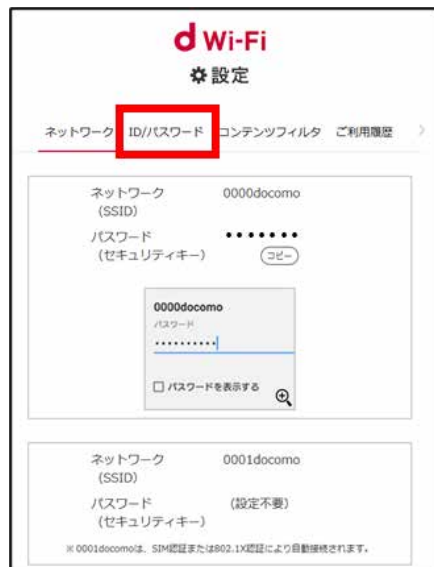 d Wi-Fi
設定
ネットワーク ID/パスワード コンテンツフィルタ ご利用履歴
ネットワーク 0000docomo
(SSID)
パスワード •••••••
(セキュリティキー) コピー
0000docomo
パスワード
••••••••••
パスワードを表示する
ネットワーク 0001docomo
(SSID)
パスワード (設定不要)
(セキュリティキー)
※ 0001docomoは、SIM認証または802.1X認証により自動接続されます。